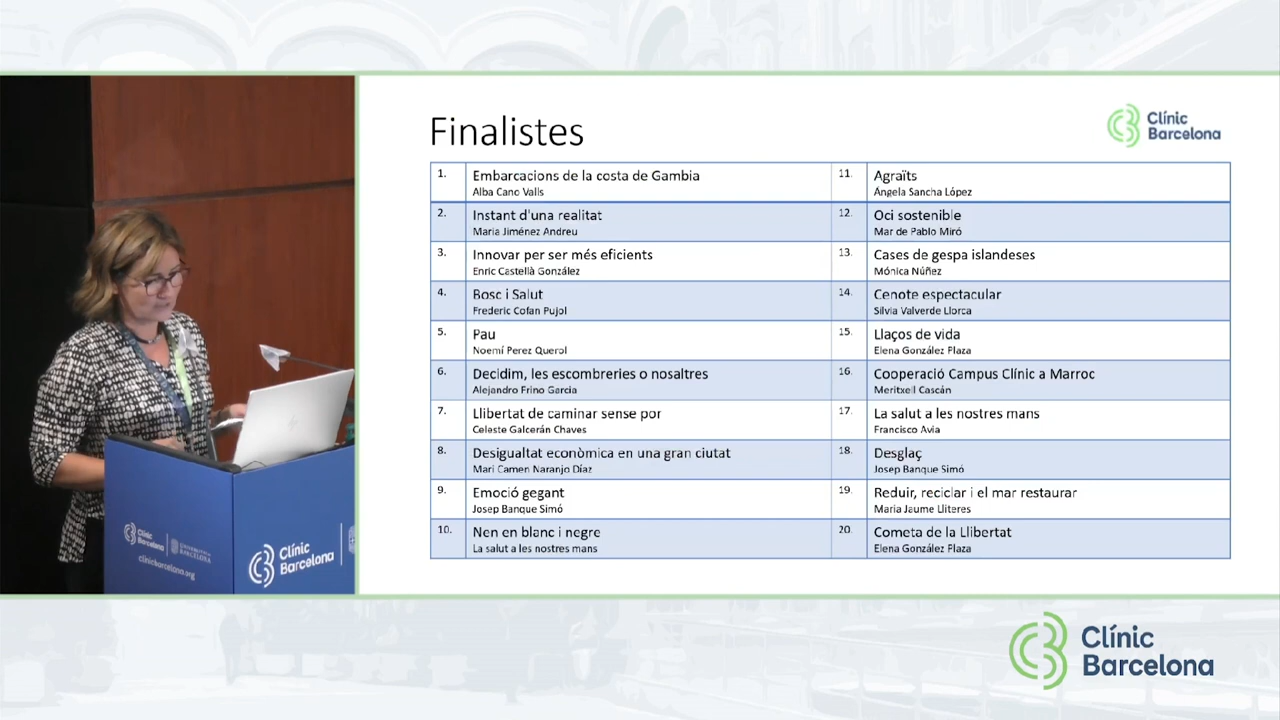 Finalistes
Clínic
Barcelona
1.
Embarcacions de la costa de Gambia
Alba Cano Valls
2.
Instant d'una realitat
Maria Jiménez Andreu
3.
Innovar per ser més eficients
Enric Castellà González
4.
Bosc i Salut
Frederic Cofan Pujol
5.
Pau
Noemí Perez Querol
6.
Decidim, les escombreries o nosaltres
Alejandro Frino Garcia
7.
Llibertat de caminar sense por
Celeste Galcerán Chaves
8.
Desigualtat econòmica en una gran ciutat
Mari Camen Naranjo Díaz
9.
Emoció gegant
Josep Banque Simó
10.
Nen en blanc i negre
La salut a les nostres mans
11.
Agraïts
Ángela Sancha López
12.
Oci sostenible
Mar de Pablo Miró
13.
Cases de gespa islandeses
Mónica Núñez
14.
Cenote espectacular
Silvia Valverde Llorca
15.
Llaços de vida
Elena González Plaza
16.
Cooperació Campus Clínic a Marroc
Meritxell Cascán
17.
La salut a les nostres mans
Francisco Avia
18.
Desglaç
Josep Banque Simó
19.
Reduir, reciclar i el mar restaurar
Maria Jaume Lliteres
20.
Cometa de la Llibertat
Elena González Plaza
Clínic
Barcelona
UNIVERSITAT DE
BARCELONA
clinicbarcelona.org
Clínic
Barcelona
Clínic
Barcelona